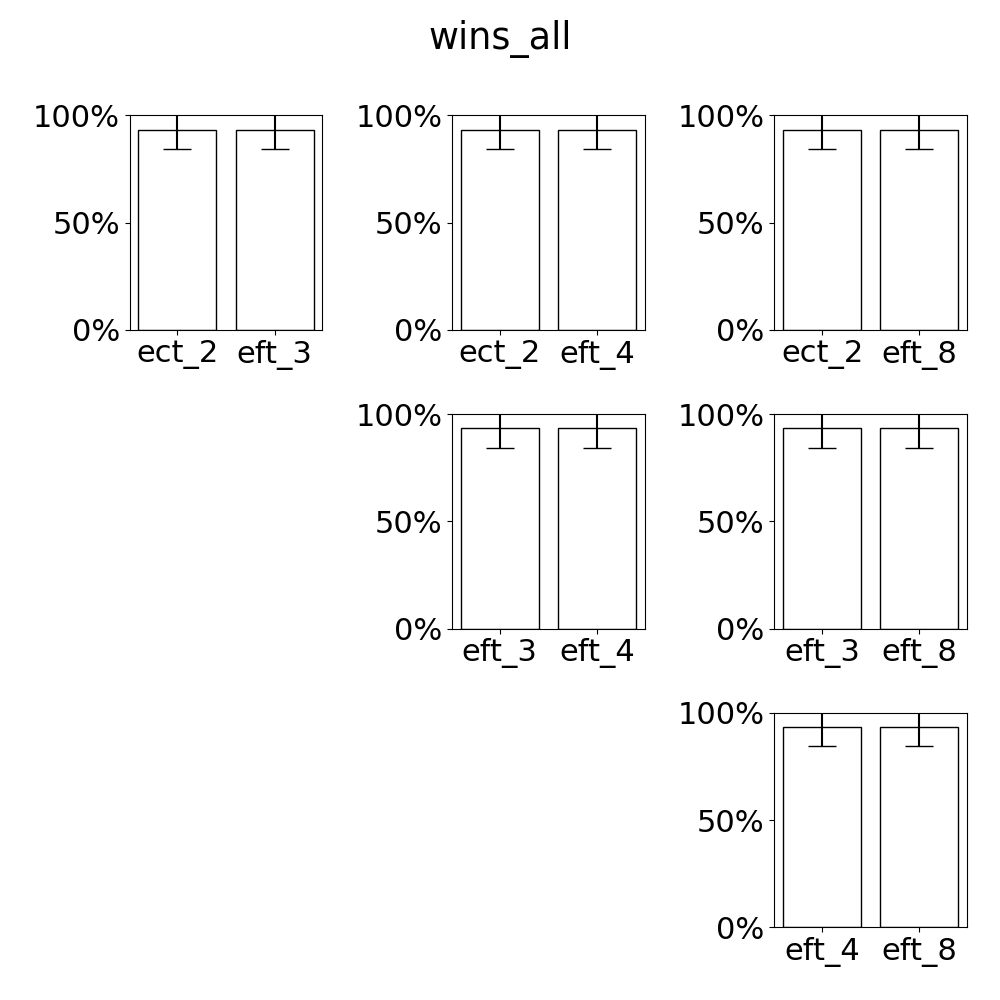 wins_all
100% 100% 100%
50% 50% 50%
0% 0% 0%
ect_2 eft_3 ect_2 eft_4 ect_2 eft_8
100% 100%
50% 50%
0% 0%
eft_3 eft_4 eft_3 eft_8
100%
50%
0%
eft_4 eft_8